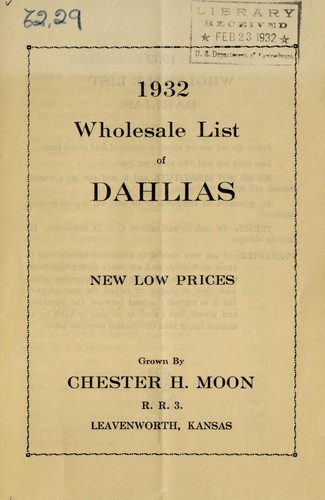 62.29
LIBRARY
RECEIVED
★ FEB 23 1932 ★
U. S. Department of Agriculture
1932
Wholesale List
of
DAHLIAS
NEW LOW PRICES
Grown By
CHESTER H. MOON
R. R. 3.
LEAVENWORTH, KANSAS